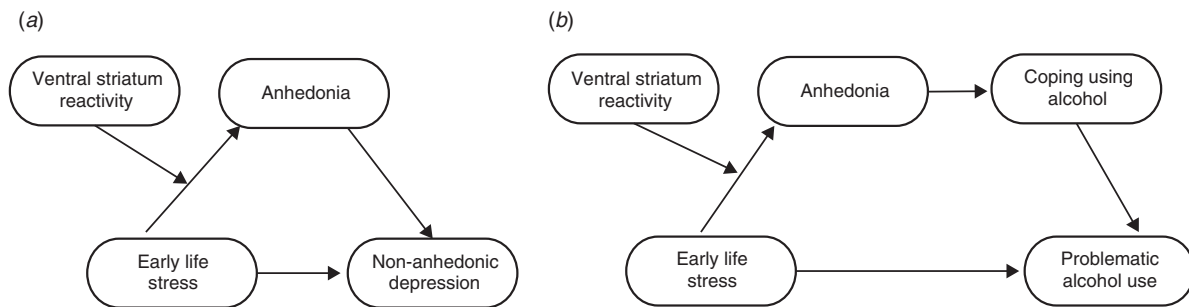 (a)
Ventral striatum
reactivity
Anhedonia
Early life
stress
Non-anhedonic
depression
(b)
Ventral striatum
reactivity
Anhedonia
Coping using
alcohol
Early life
stress
Problematic
alcohol use